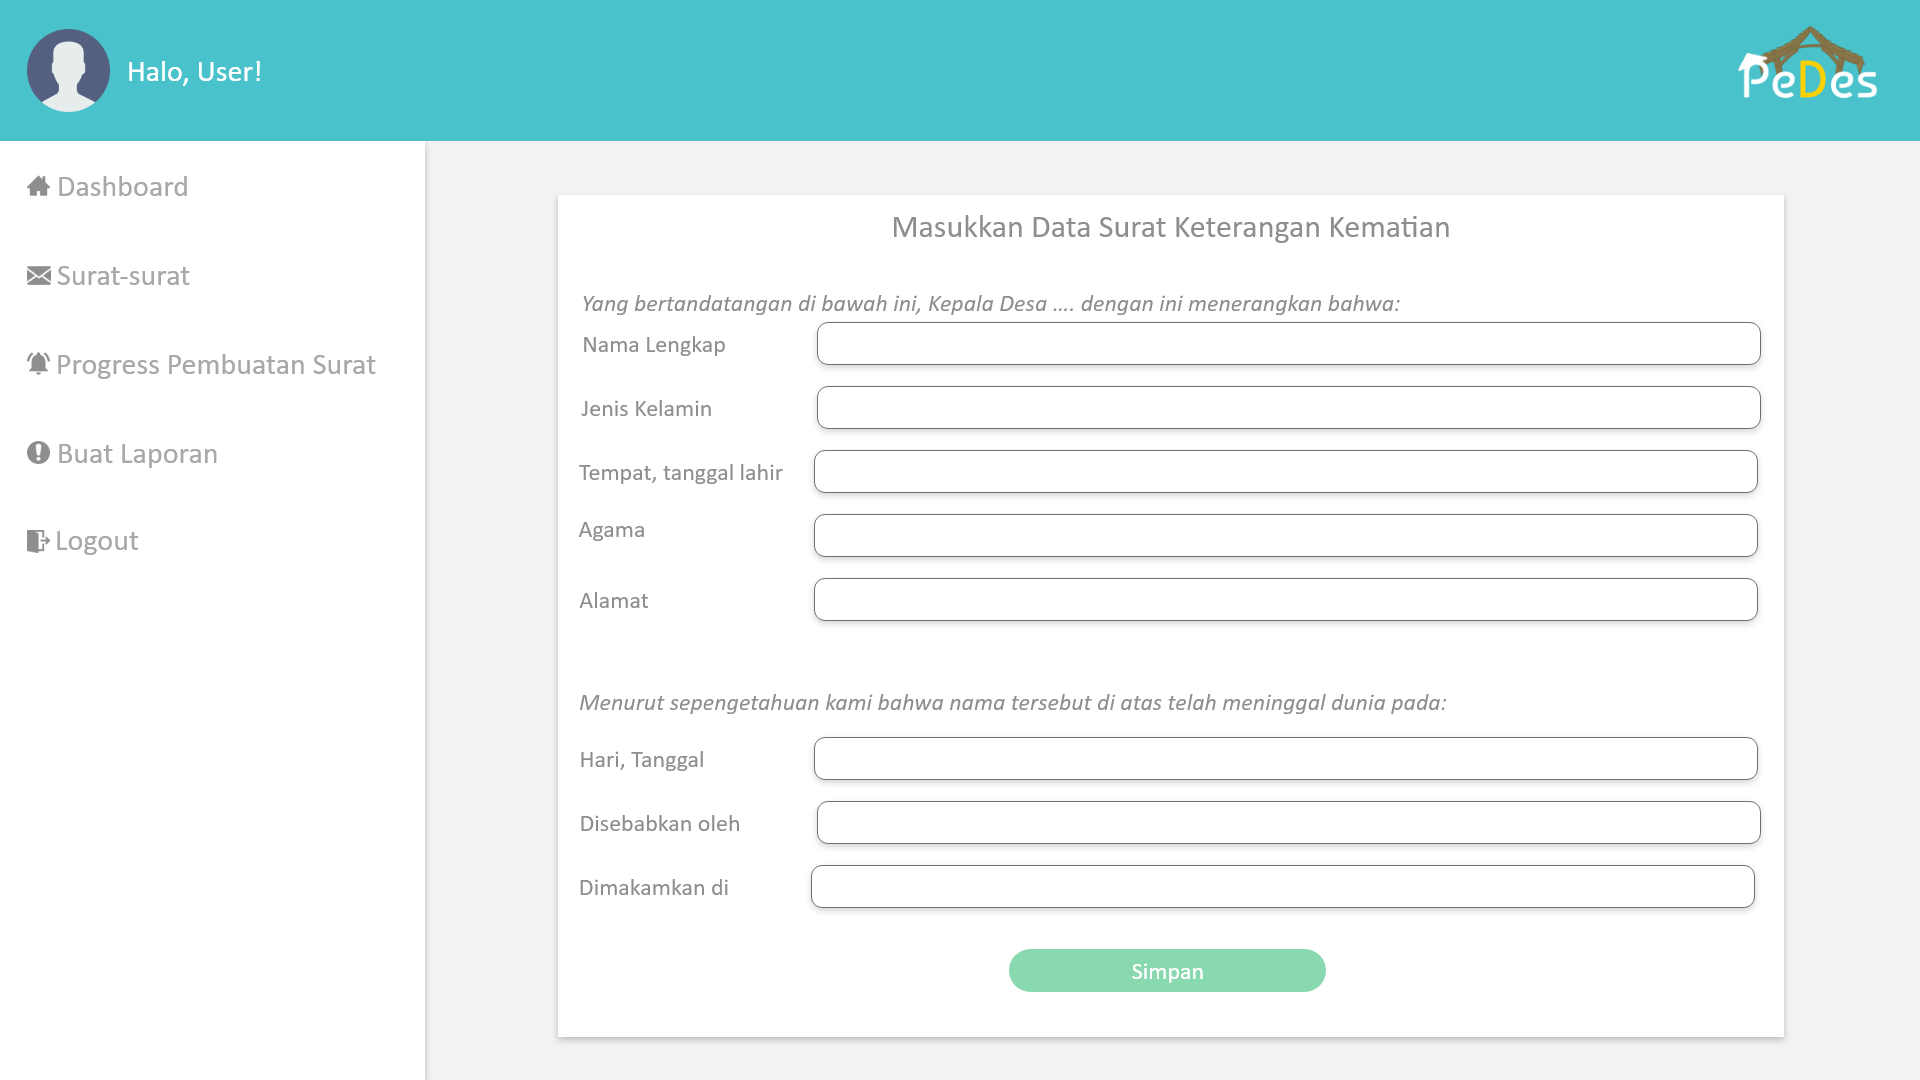 Halo, User!
PeDes
Dashboard
Surat-surat
Progress Pembuatan Surat
Buat Laporan
Logout
Masukkan Data Surat Keterangan Kematian
Yang bertandatangan di bawah ini, Kepala Desa .... dengan ini menerangkan bahwa:
Nama Lengkap
Jenis Kelamin
Tempat, tanggal lahir
Agama
Alamat
Menurut sepengetahuan kami bahwa nama tersebut di atas telah meninggal dunia pada:
Hari, Tanggal
Disebabkan oleh
Dimakamkan di
Simpan